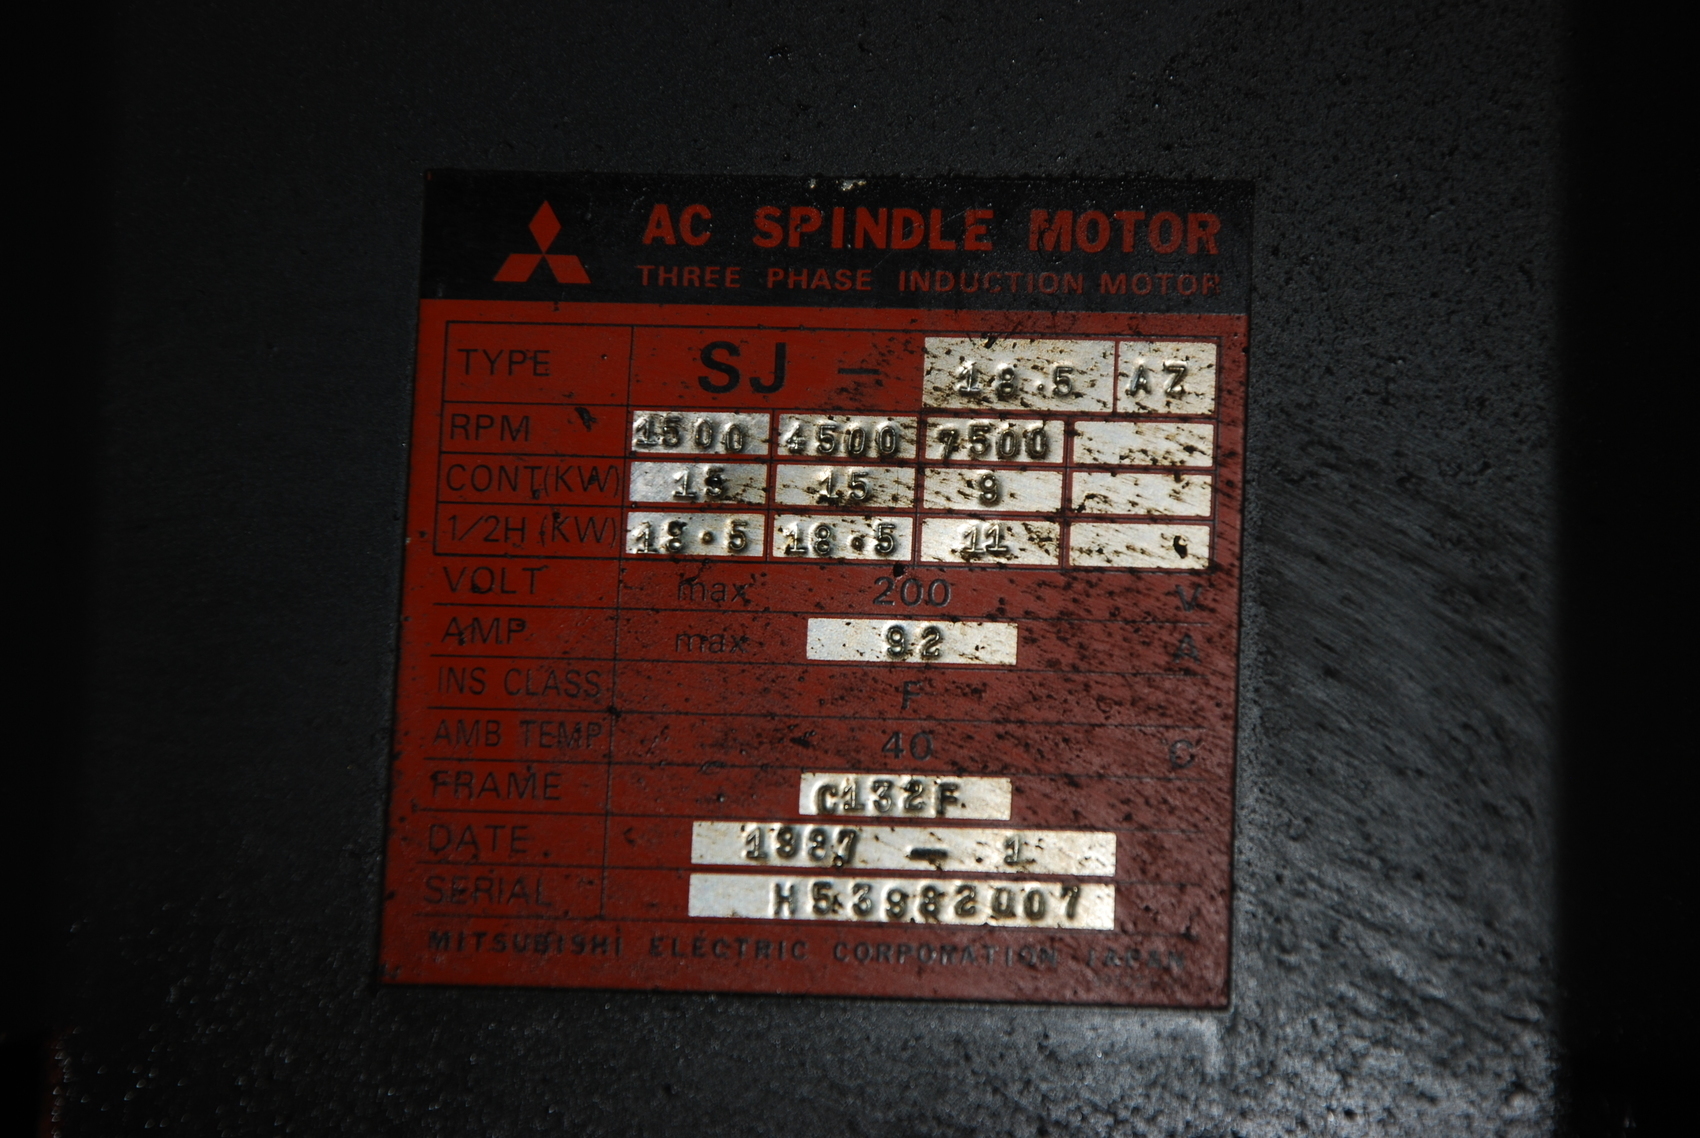 AC SPINDLE MOTOR
THREE PHASE INDUCTION MOTOR
TYPE SJ - 18.5 AZ
RPM 1500 4500 7500
CONT(KW) 15 15 9
1/2H (KW) 18.5 18.5 11
VOLT max 200 V
AMP max 92 A
INS CLASS F
AMB TEMP 40 C
FRAME C132F
DATE 1987 - 1
SERIAL
MITSUBISHI ELECTRIC CORPORATION JAPAN